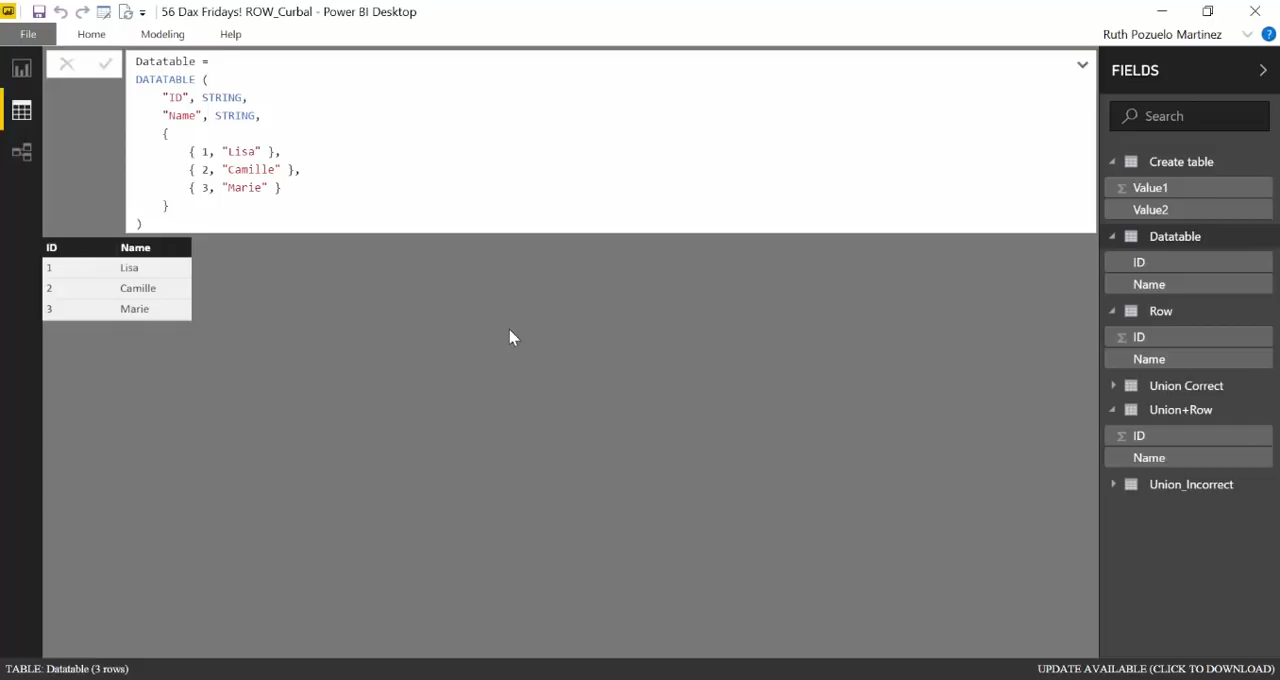 56 Dax Fridays! ROW_Curbal - Power BI Desktop
File Home Modeling Help
Ruth Pozuelo Martinez
?
Datatable =
DATATABLE (
"ID", STRING,
"Name", STRING,
{
{ 1, "Lisa" },
{ 2, "Camille" },
{ 3, "Marie" }
}
)
ID Name
1 Lisa
2 Camille
3 Marie
FIELDS
Search
Create table
Σ Value1
Value2
Datatable
ID
Name
Row
Σ ID
Name
Union Correct
Union+Row
Σ ID
Name
Union_Incorrect
TABLE: Datatable (3 rows)
UPDATE AVAILABLE (CLICK TO DOWNLOAD)